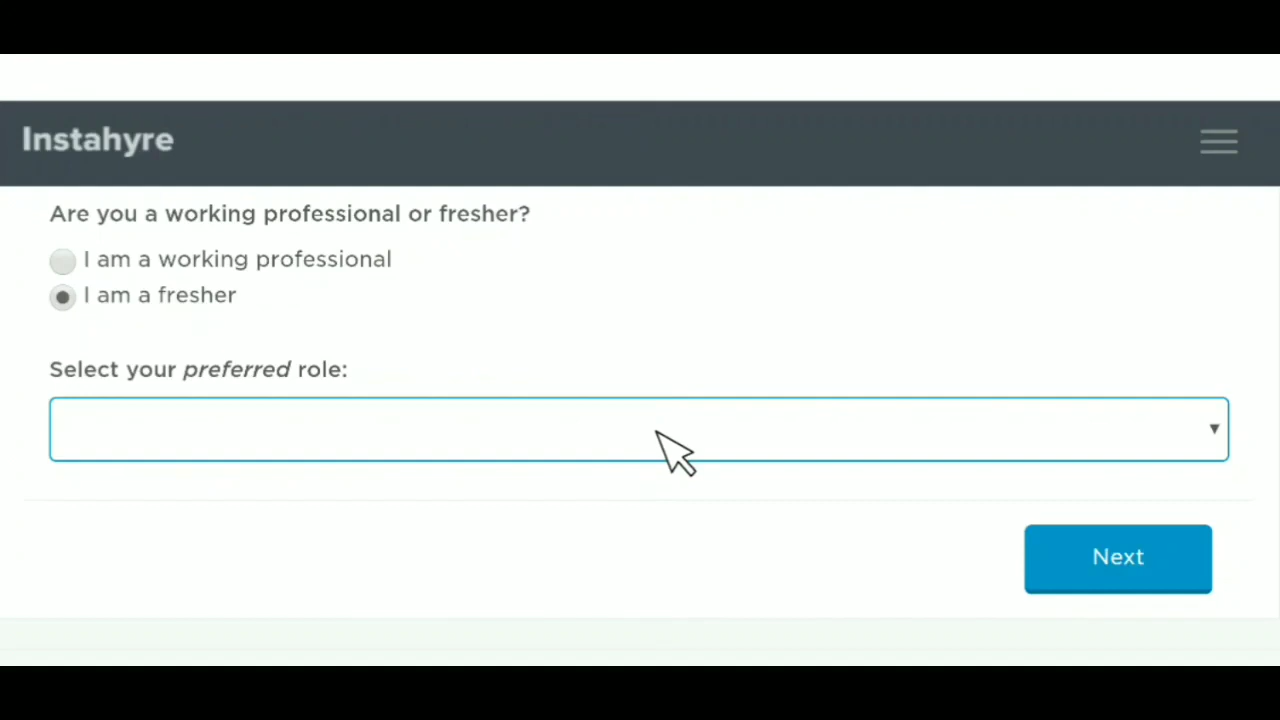 Instahyre
Are you a working professional or fresher?
I am a working professional
I am a fresher
Select your preferred role:
Next